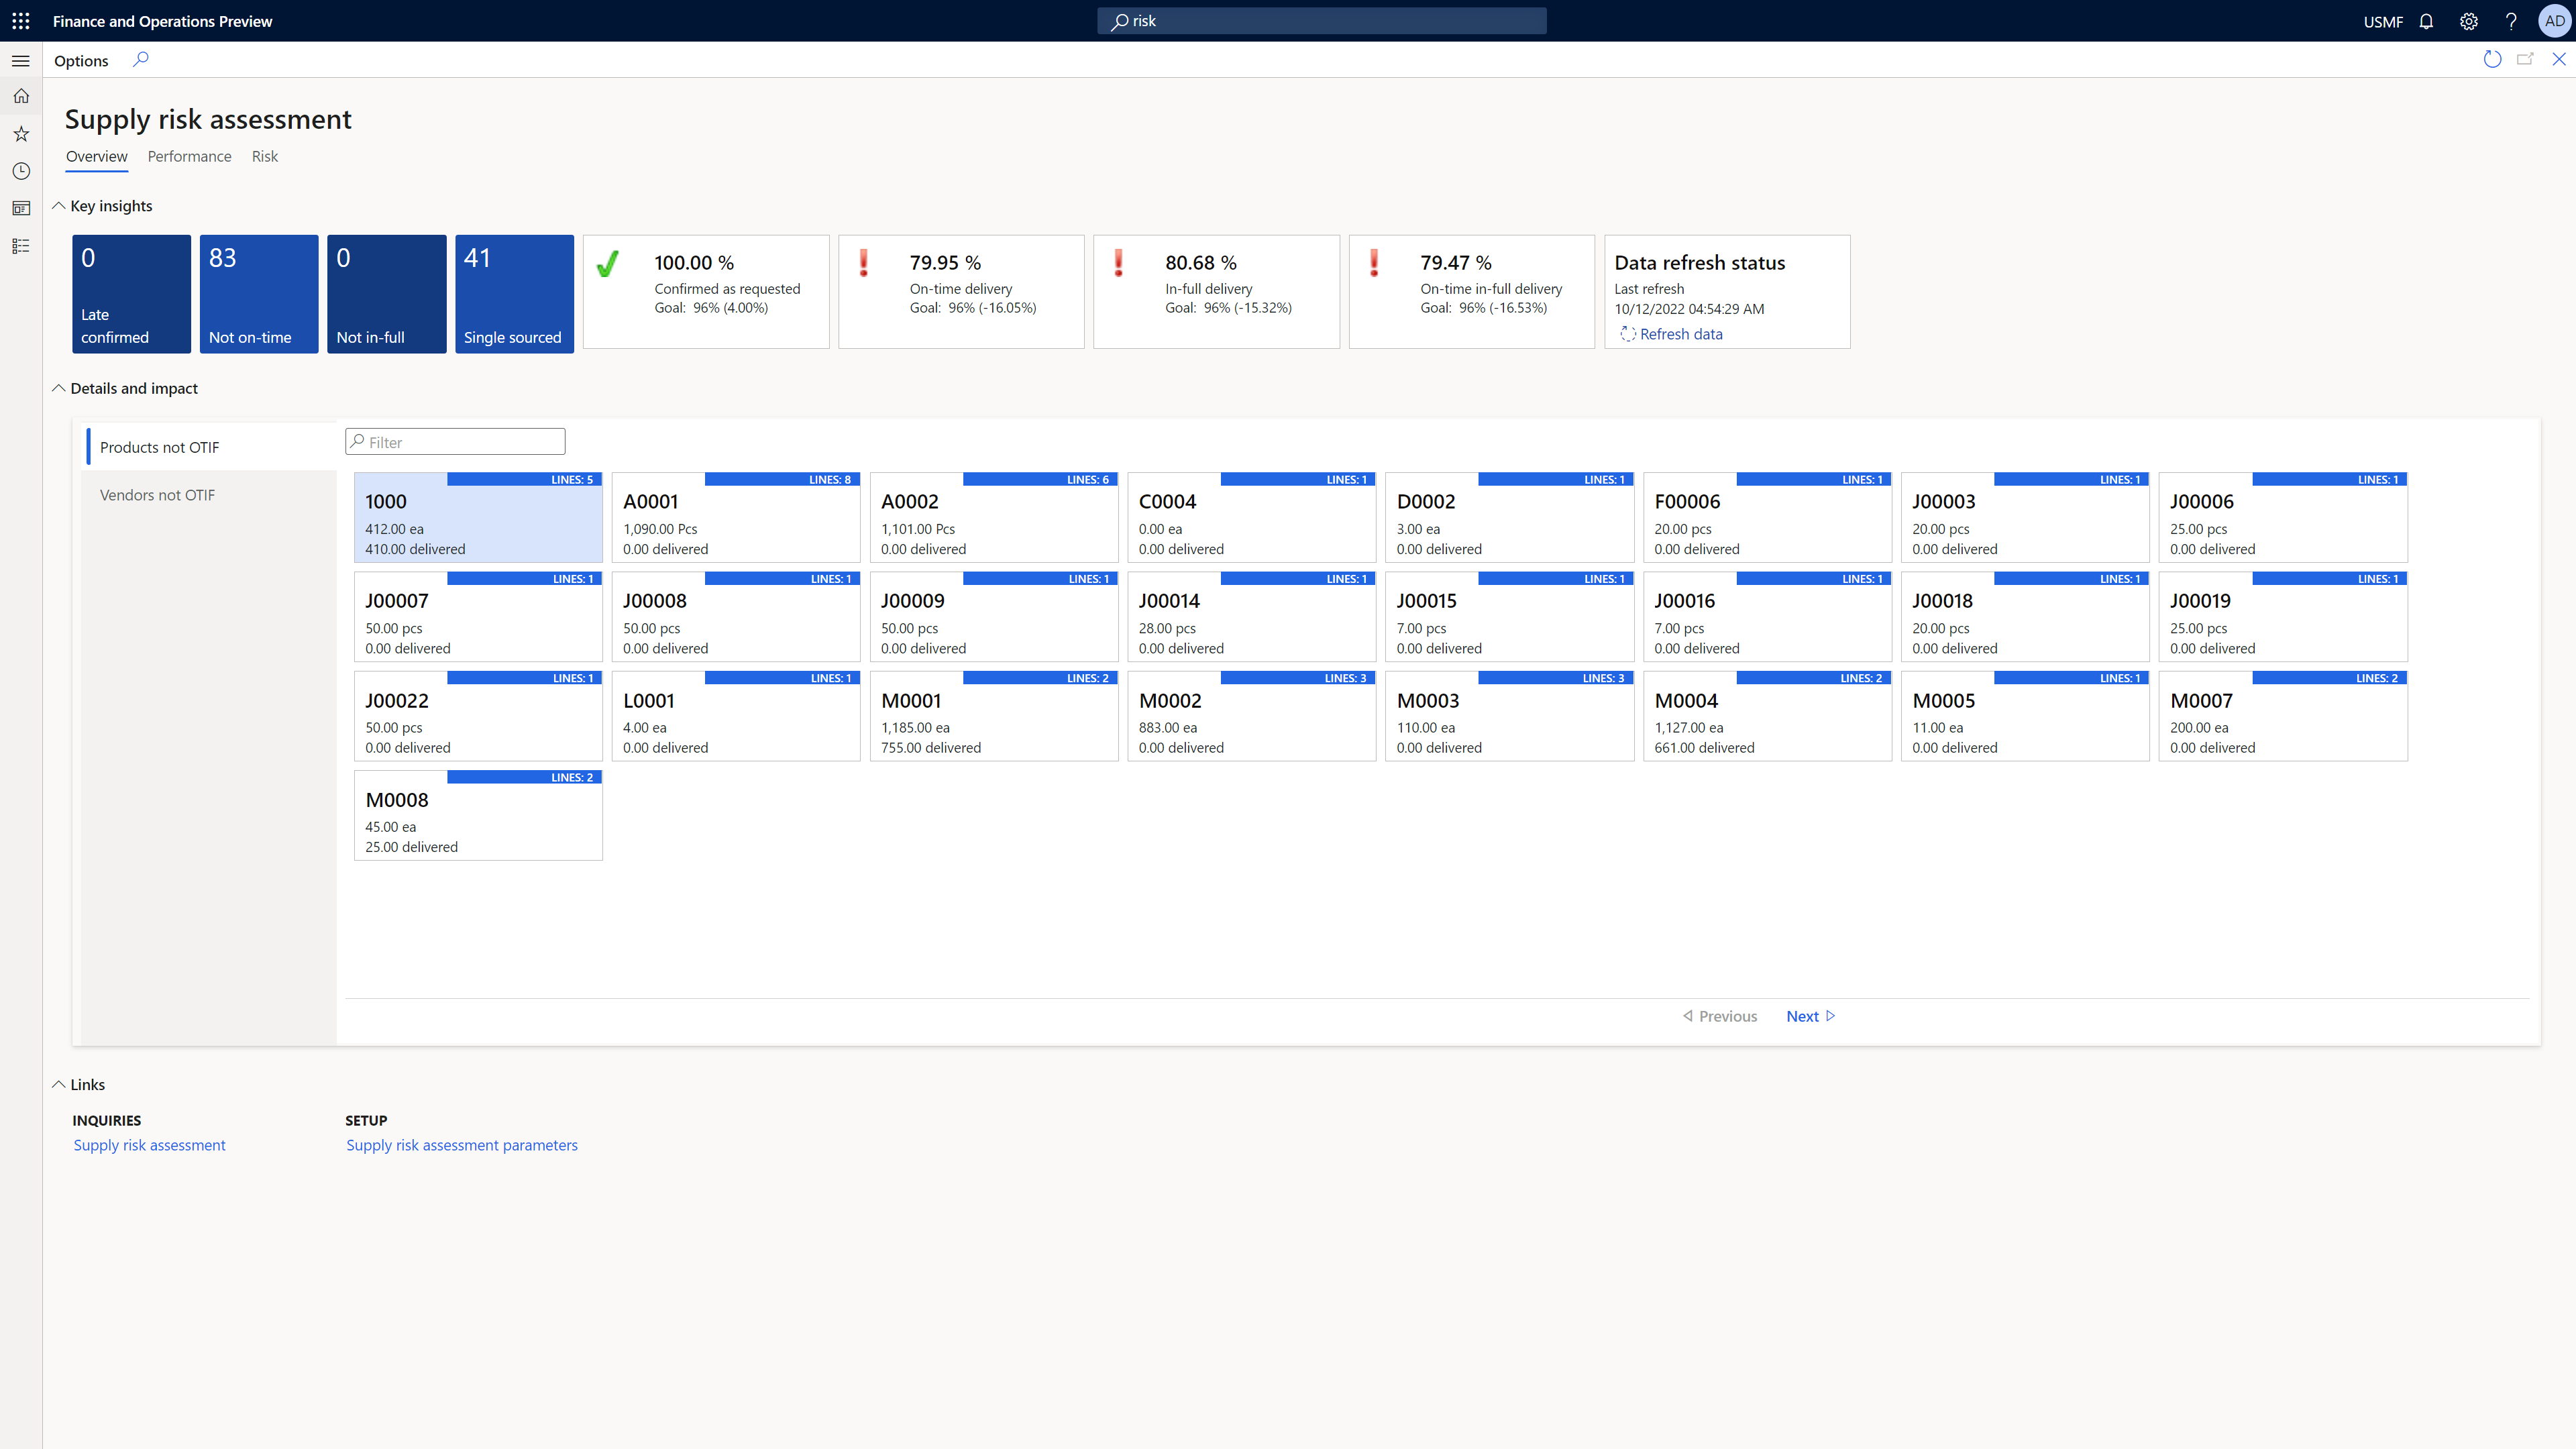 Finance and Operations Preview
risk
USMF
AD
Options
Supply risk assessment
Overview Performance Risk
Key insights
0
Late
confirmed
83
Not on-time
0
Not in-full
41
Single sourced
100.00 %
Confirmed as requested
Goal: 96% (4.00%)
79.95 %
On-time delivery
Goal: 96% (-16.05%)
80.68 %
In-full delivery
Goal: 96% (-15.32%)
79.47 %
On-time in-full delivery
Goal: 96% (-16.53%)
Data refresh status
Last refresh
10/12/2022 04:54:29 AM
Refresh data
Details and impact
Products not OTIF
Vendors not OTIF
Filter
LINES: 5
1000
412.00 ea
410.00 delivered
LINES: 8
A0001
1,090.00 Pcs
0.00 delivered
LINES: 6
A0002
1,101.00 Pcs
0.00 delivered
LINES: 1
C0004
0.00 ea
0.00 delivered
LINES: 1
D0002
3.00 ea
0.00 delivered
LINES: 1
F00006
20.00 pcs
0.00 delivered
LINES: 1
J00003
20.00 pcs
0.00 delivered
LINES: 1
J00006
25.00 pcs
0.00 delivered
LINES: 1
J00007
50.00 pcs
0.00 delivered
LINES: 1
J00008
50.00 pcs
0.00 delivered
LINES: 1
J00009
50.00 pcs
0.00 delivered
LINES: 1
J00014
28.00 pcs
0.00 delivered
LINES: 1
J00015
7.00 pcs
0.00 delivered
LINES: 1
J00016
7.00 pcs
0.00 delivered
LINES: 1
J00018
20.00 pcs
0.00 delivered
LINES: 1
J00019
25.00 pcs
0.00 delivered
LINES: 1
J00022
50.00 pcs
0.00 delivered
LINES: 1
L0001
4.00 ea
0.00 delivered
LINES: 2
M0001
1,185.00 ea
755.00 delivered
LINES: 3
M0002
883.00 ea
0.00 delivered
LINES: 3
M0003
110.00 ea
0.00 delivered
LINES: 2
M0004
1,127.00 ea
661.00 delivered
LINES: 1
M0005
11.00 ea
0.00 delivered
LINES: 2
M0007
200.00 ea
0.00 delivered
LINES: 2
M0008
45.00 ea
25.00 delivered
Previous Next
Links
INQUIRIES
Supply risk assessment
SETUP
Supply risk assessment parameters